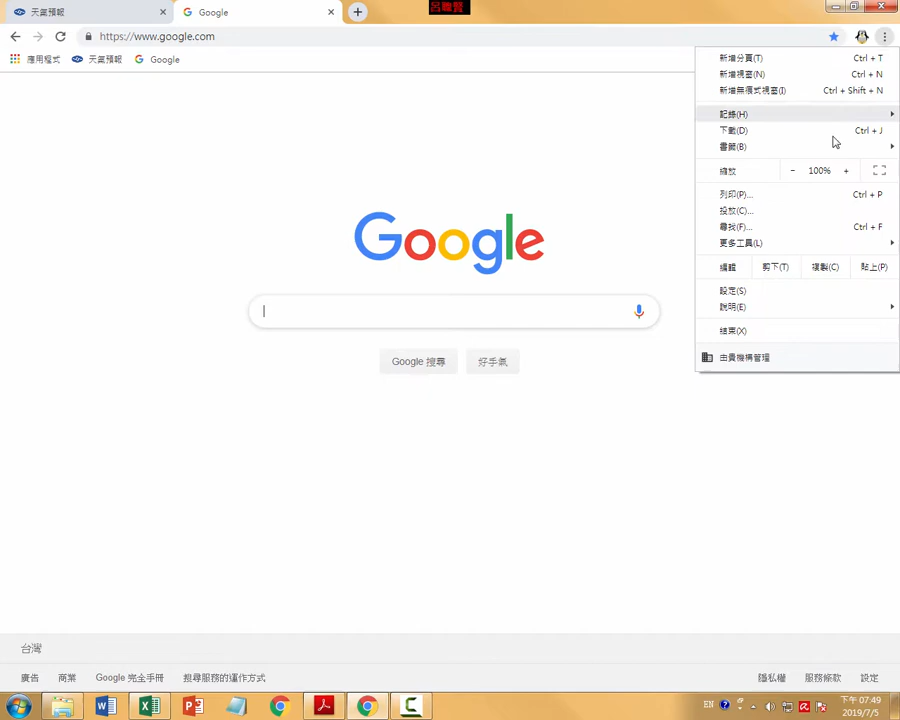 天氣預報
Google
呂聰賢
https://www.google.com
應用程式 天氣預報 Google
新增分頁(T) Ctrl + T
新增視窗(N) Ctrl + N
新增無痕式視窗(I) Ctrl + Shift + N
記錄(H)
下載(D) Ctrl + J
書籤(B)
縮放 - 100% +
列印(P)... Ctrl + P
投放(C)...
尋找(F)... Ctrl + F
更多工具(L)
編輯 剪下(T) 複製(C) 貼上(P)
設定(S)
說明(E)
結束(X)
由貴機構管理
Google
Google 搜尋 好手氣
台灣
廣告 商業 Google 完全手冊 搜尋服務的運作方式 隱私權 服務條款 設定
EN
下午 07:49
2019/7/5